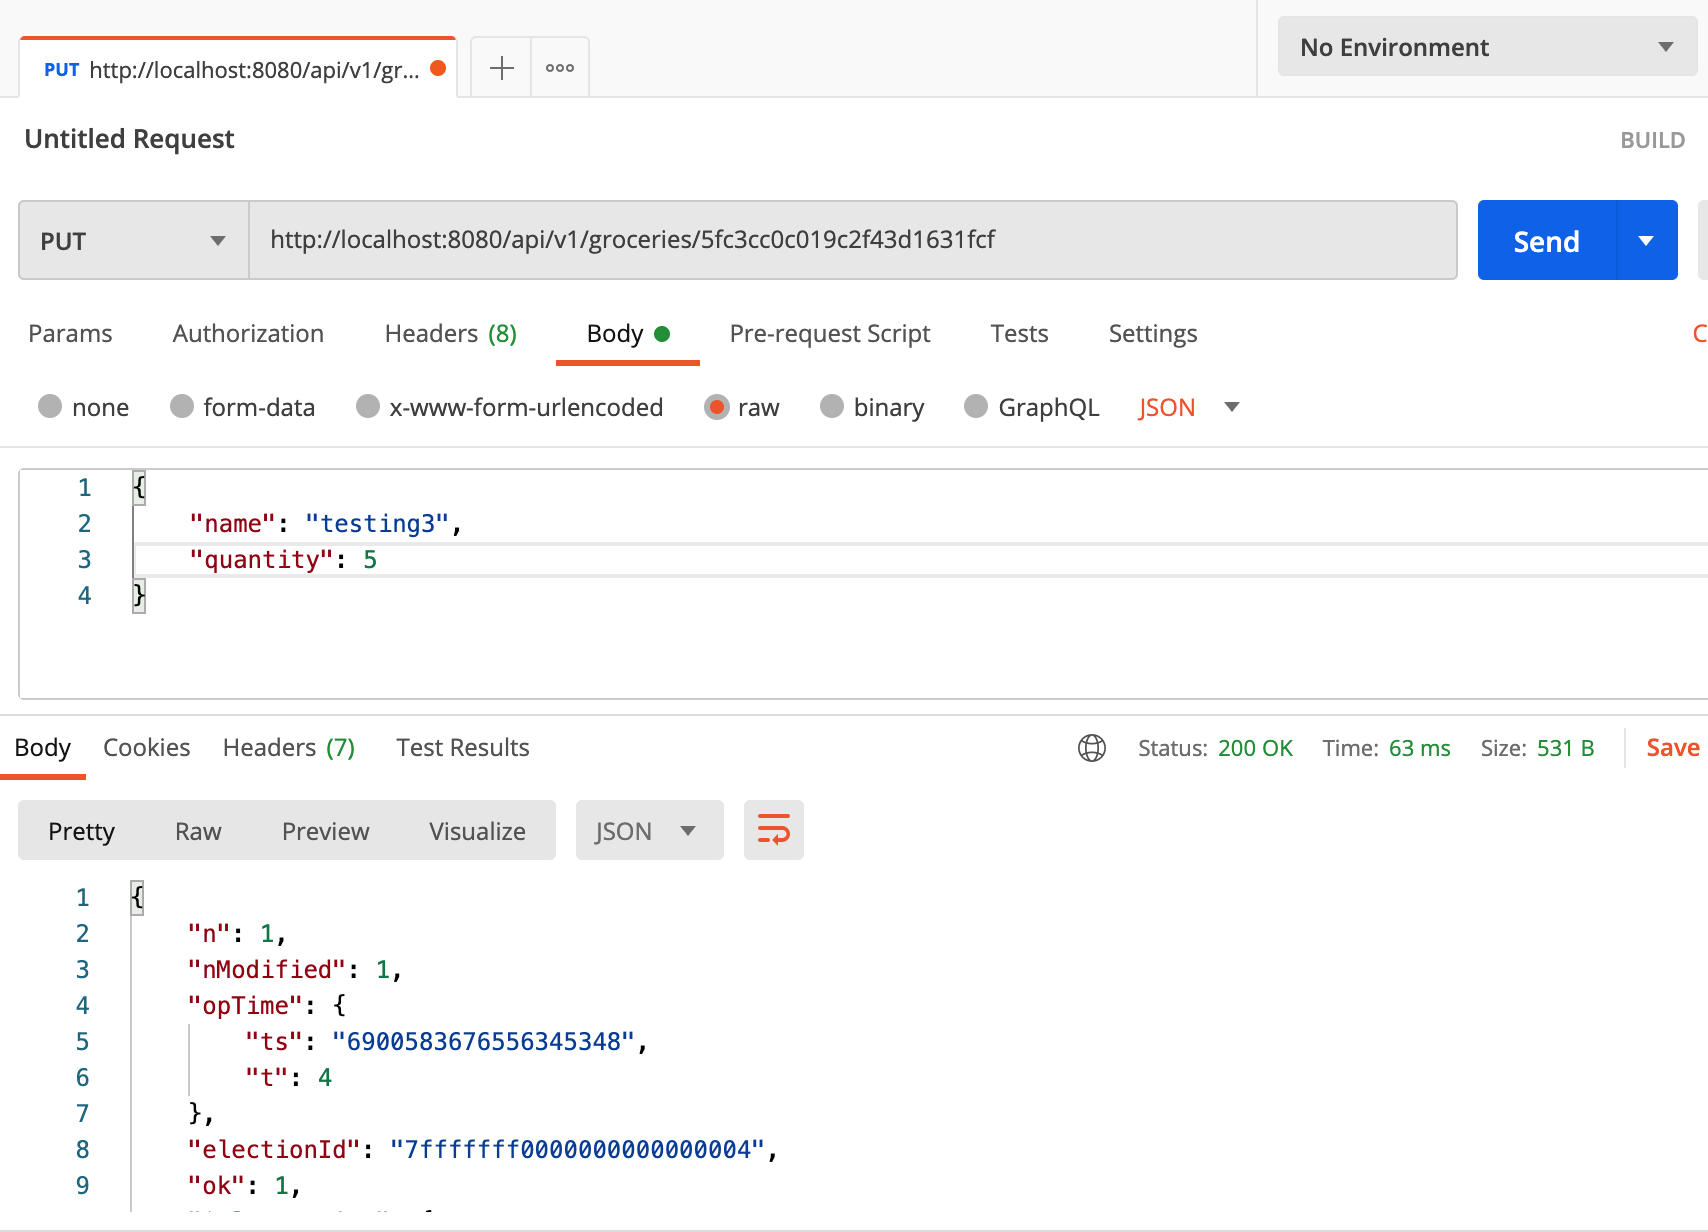 PUT http://localhost:8080/api/v1/gr... No Environment
Untitled Request BUILD
PUT http://localhost:8080/api/v1/groceries/5fc3cc0c019c2f43d1631fcf Send
Params Authorization Headers (8) Body Pre-request Script Tests Settings C
none form-data x-www-form-urlencoded raw binary GraphQL JSON
1 {
2 "name": "testing3",
3 "quantity": 5
4 }
Body Cookies Headers (7) Test Results Status: 200 OK Time: 63 ms Size: 531 B Save
Pretty Raw Preview Visualize JSON
1 {
2 "n": 1,
3 "nModified": 1,
4 "opTime": {
5 "ts": "6900583676556345348",
6 "t": 4
7 },
8 "electionId": "7fffffff0000000000000004",
9 "ok": 1,